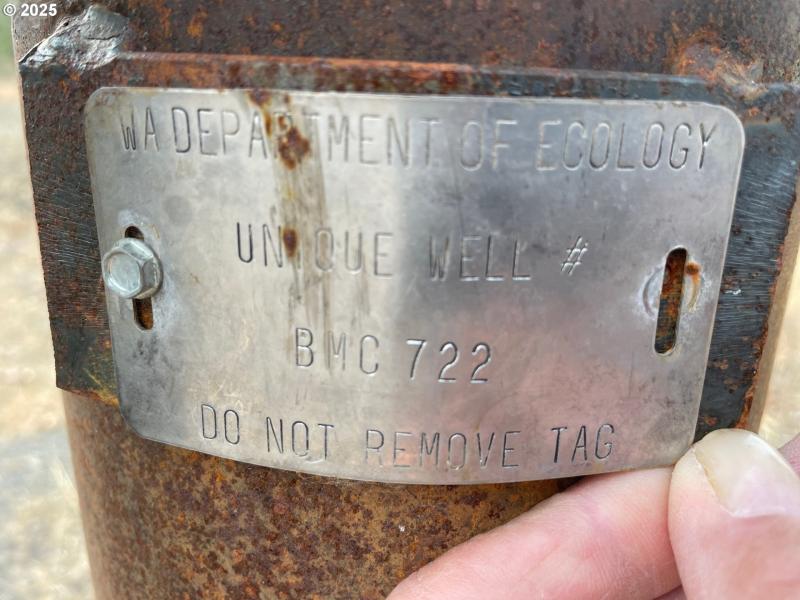 © 2025
WA DEPARTMENT OF ECOLOGY
UNIQUE WELL #
BMC 722
DO NOT REMOVE TAG